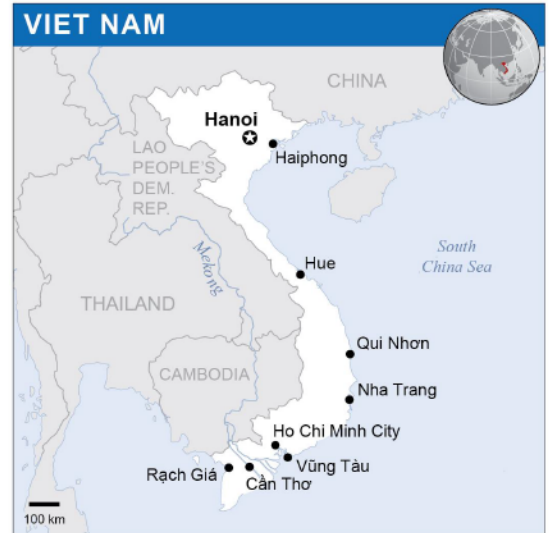 VIET NAM
CHINA
Hanoi
Haiphong
LAO
PEOPLE'S
DEM.
REP.
Mekong
Hue
South
China Sea
THAILAND
Qui Nhơn
CAMBODIA
Nha Trang
Ho Chi Minh City
Vũng Tàu
Rạch Giá
Cần Thơ
100 km